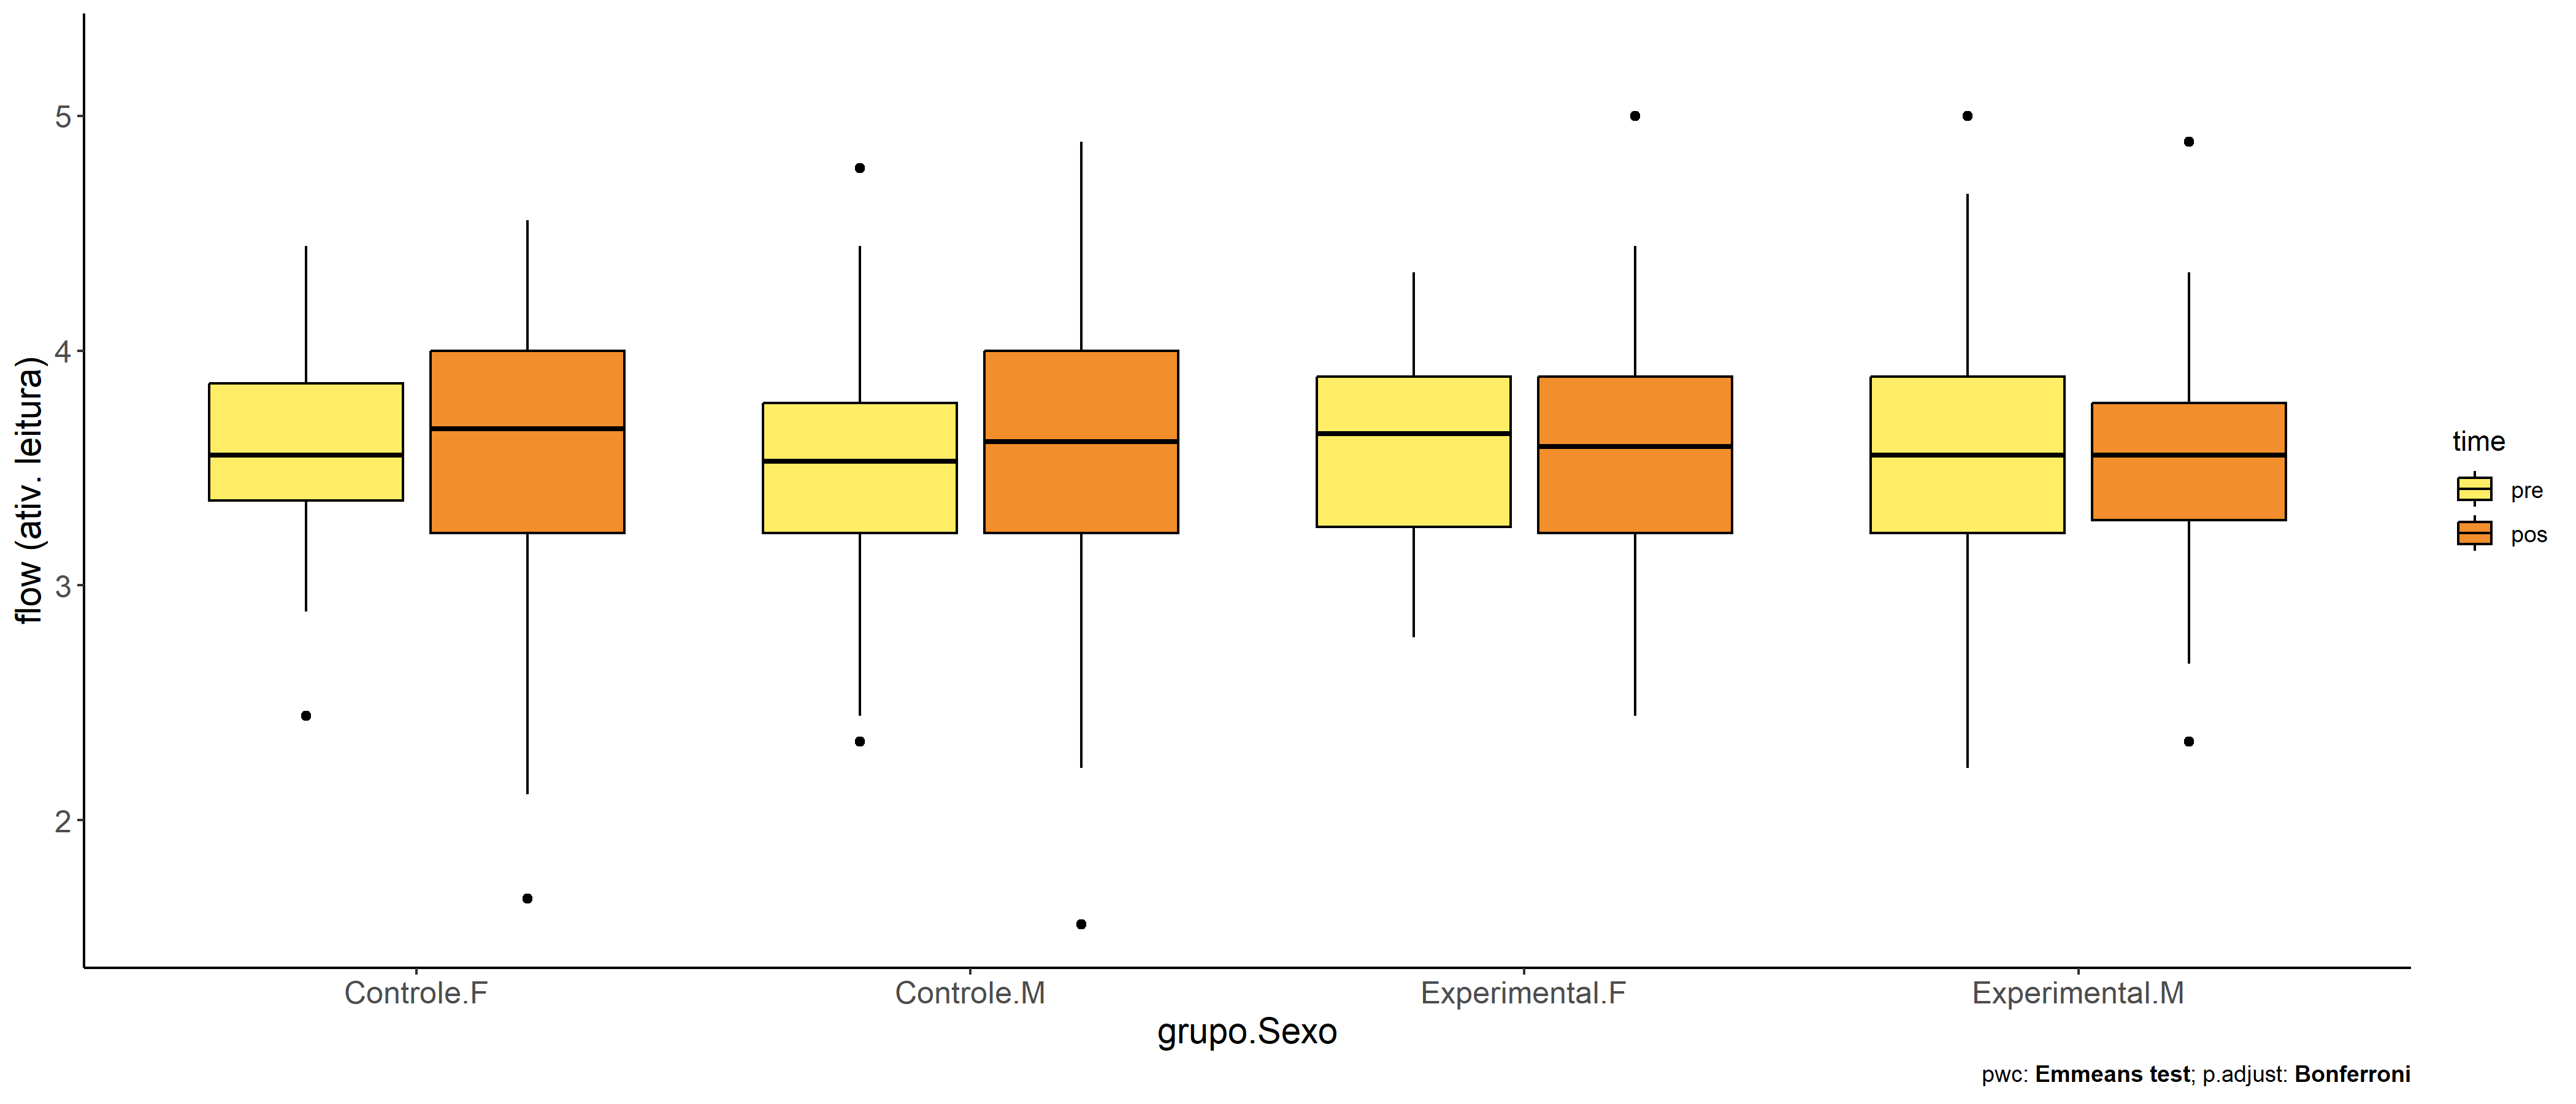 flow (ativ. leitura)
5
4
3
2
Controle.F
Controle.M
Experimental.F
Experimental.M
grupo.Sexo
time
pre
pos
pwc: Emmeans test; p.adjust: Bonferroni